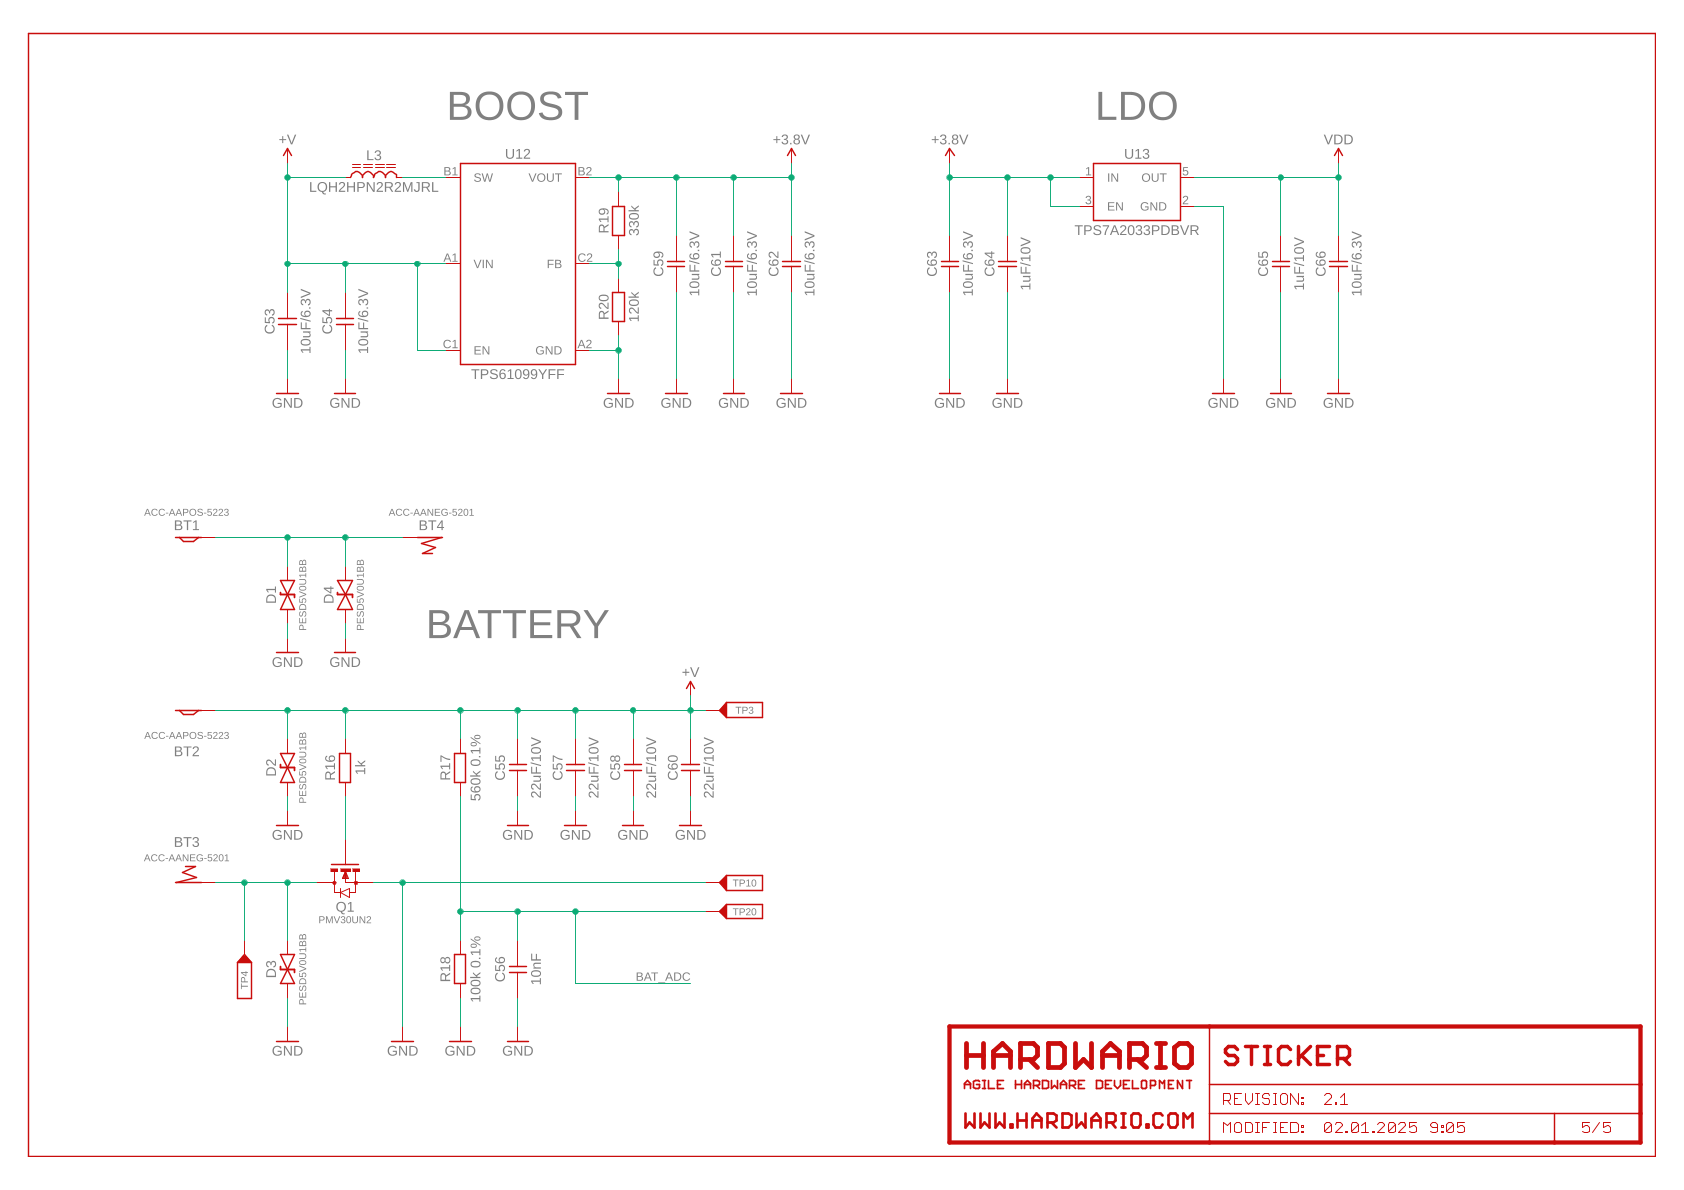 BOOST
+V
L3
LQH2HPN2R2MJRL
U12
B1 SW VOUT B2
A1 VIN FB C2
C1 EN GND A2
TPS61099YFF
C53 10uF/6.3V
C54 10uF/6.3V
R19 330k
R20 120k
C59 10uF/6.3V
C61 10uF/6.3V
C62 10uF/6.3V
+3.8V
GND GND GND GND GND GND
LDO
+3.8V
U13
1 IN OUT 5
3 EN GND 2
TPS7A2033PDBVR
VDD
C63 10uF/6.3V
C64 1uF/10V
C65 1uF/10V
C66 10uF/6.3V
GND GND GND GND GND
ACC-AAPOS-5223
BT1
ACC-AANEG-5201
BT4
D1 PESD5V0U1BB
D4 PESD5V0U1BB
GND GND
BATTERY
+V
TP3
ACC-AAPOS-5223
BT2
D2 PESD5V0U1BB
R16 1k
R17 560k 0.1%
C55 22uF/10V
C57 22uF/10V
C58 22uF/10V
C60 22uF/10V
GND GND GND GND GND
BT3
ACC-AANEG-5201
Q1
PMV30UN2
TP10
TP20
TP4
D3 PESD5V0U1BB
R18 100k 0.1%
C56 10nF
BAT_ADC
GND GND GND GND
HARDWARIO
AGILE HARDWARE DEVELOPMENT
WWW.HARDWARIO.COM
STICKER
REVISION: 2.1
MODIFIED: 02.01.2025 9:05
5/5